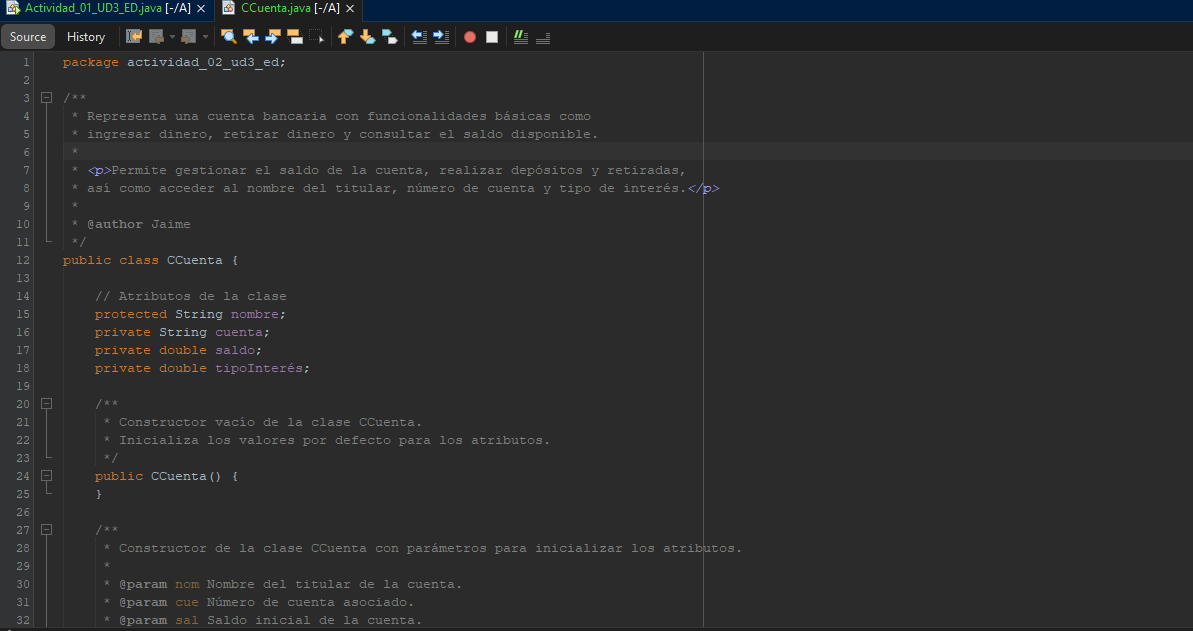 Actividad_01_UD3_ED.java [-/A] × CCuenta.java [-/A] ×
Source History
1 package actividad_02_ud3_ed;
2
3 /**
4 * Representa una cuenta bancaria con funcionalidades básicas como
5 * ingresar dinero, retirar dinero y consultar el saldo disponible.
6 *
7 * <p>Permite gestionar el saldo de la cuenta, realizar depósitos y retiradas,
8 * así como acceder al nombre del titular, número de cuenta y tipo de interés.</p>
9 *
10 * @author Jaime
11 */
12 public class CCuenta {
13
14 // Atributos de la clase
15 protected String nombre;
16 private String cuenta;
17 private double saldo;
18 private double tipoInterés;
19
20 /**
21 * Constructor vacío de la clase CCuenta.
22 * Inicializa los valores por defecto para los atributos.
23 */
24 public CCuenta() {
25 }
26
27 /**
28 * Constructor de la clase CCuenta con parámetros para inicializar los atributos.
29 *
30 * @param nom Nombre del titular de la cuenta.
31 * @param cue Número de cuenta asociado.
32 * @param sal Saldo inicial de la cuenta.